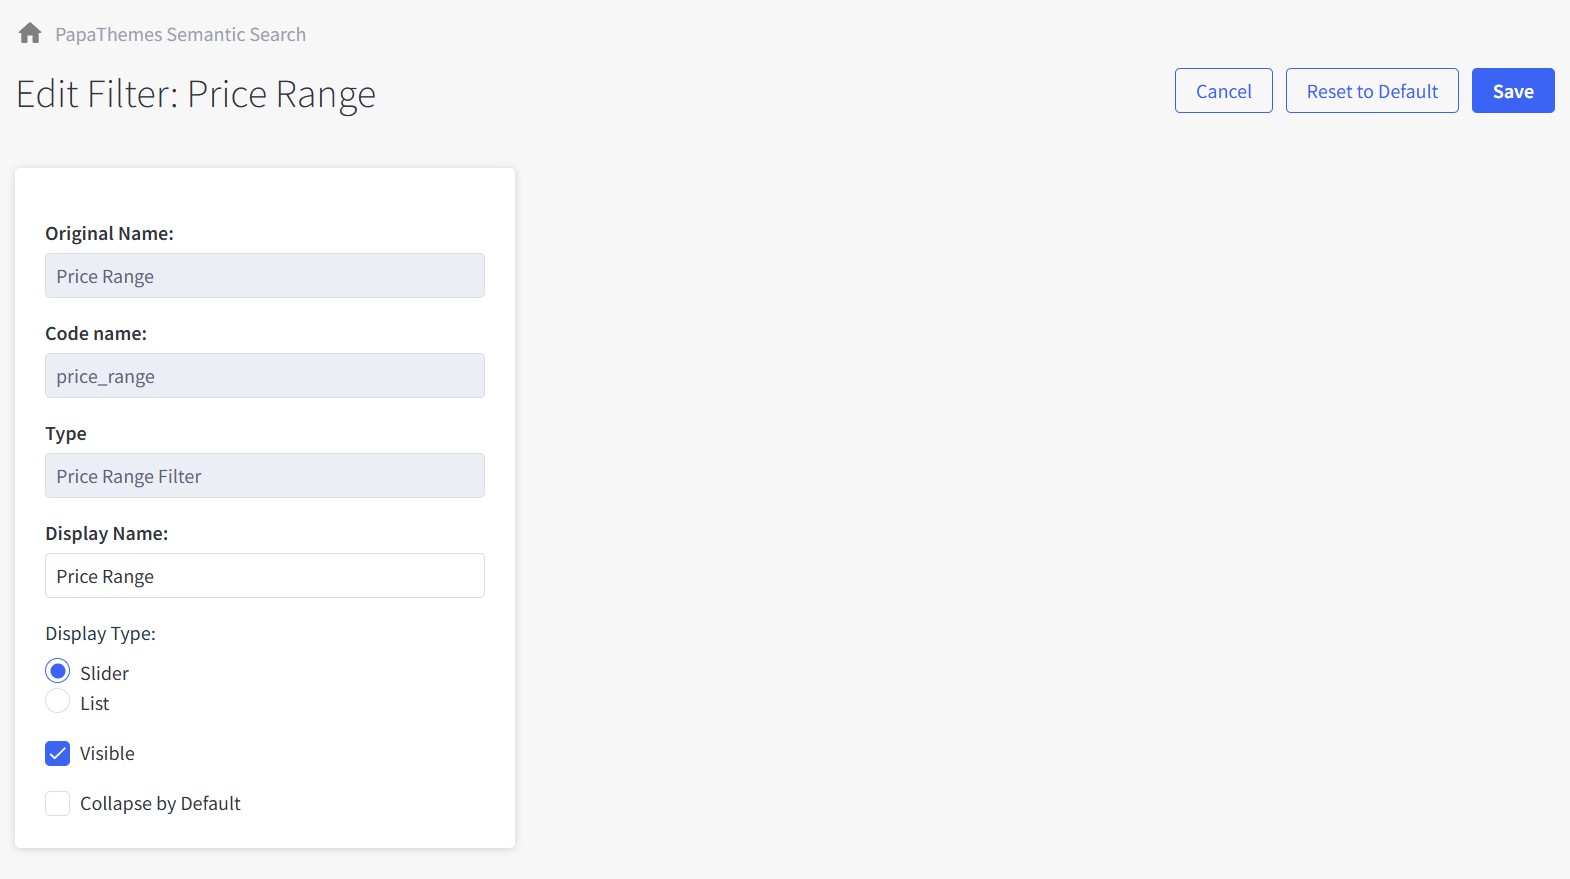 PapaThemes Semantic Search
Edit Filter: Price Range
Cancel
Reset to Default
Save
Original Name:
Price Range
Code name:
price_range
Type
Price Range Filter
Display Name:
Price Range
Display Type:
Slider
List
Visible
Collapse by Default